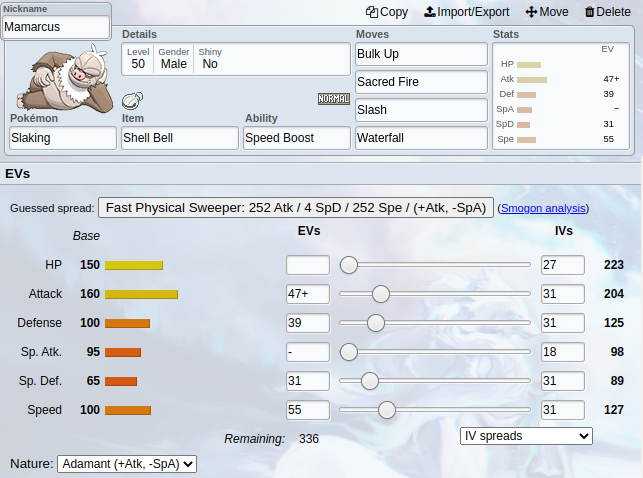 Nickname
Copy Import/Export Move Delete
Mamarcus
Details
Moves
Stats
Level Gender Shiny
50 Male No
Bulk Up
Sacred Fire
Slash
Waterfall
EV
HP
Atk 47+
Def 39
SpA −
SpD 31
Spe 55
NORMAL
Pokémon Item Ability
Slaking Shell Bell Speed Boost
EVs
Guessed spread: Fast Physical Sweeper: 252 Atk / 4 SpD / 252 Spe / (+Atk, -SpA) (Smogon analysis)
Base EVs IVs
HP 150 27 223
Attack 160 47+ 31 204
Defense 100 39 31 125
Sp. Atk. 95 - 18 98
Sp. Def. 65 31 31 89
Speed 100 55 31 127
Remaining: 336 IV spreads
Nature: Adamant (+Atk, -SpA)